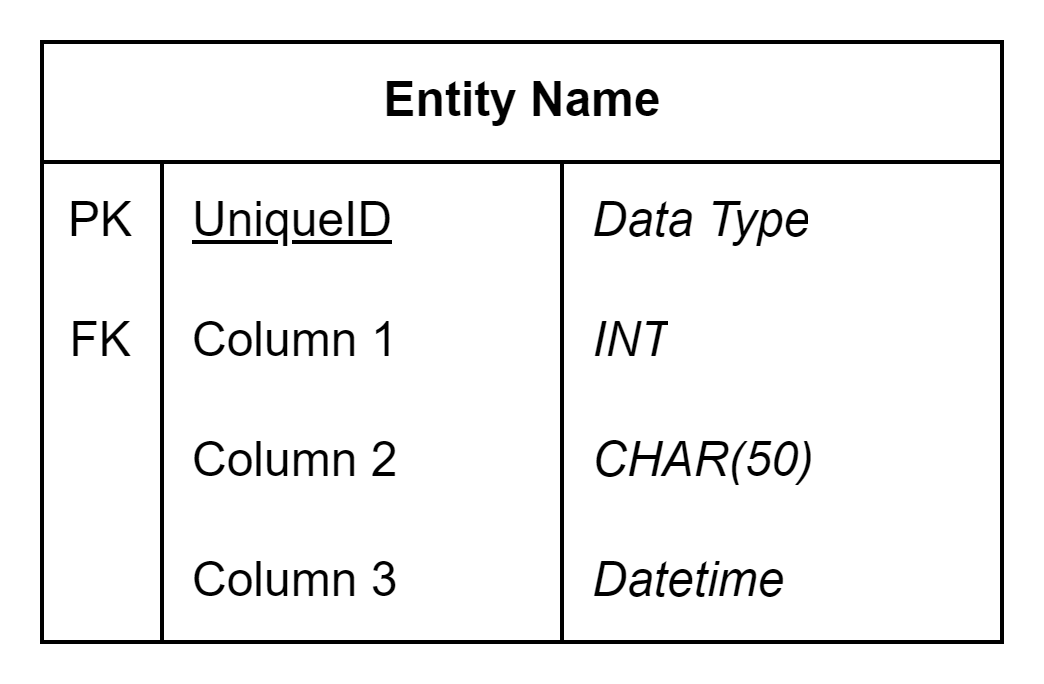 Entity Name
PK UniqueID Data Type
FK Column 1 INT
Column 2 CHAR(50)
Column 3 Datetime